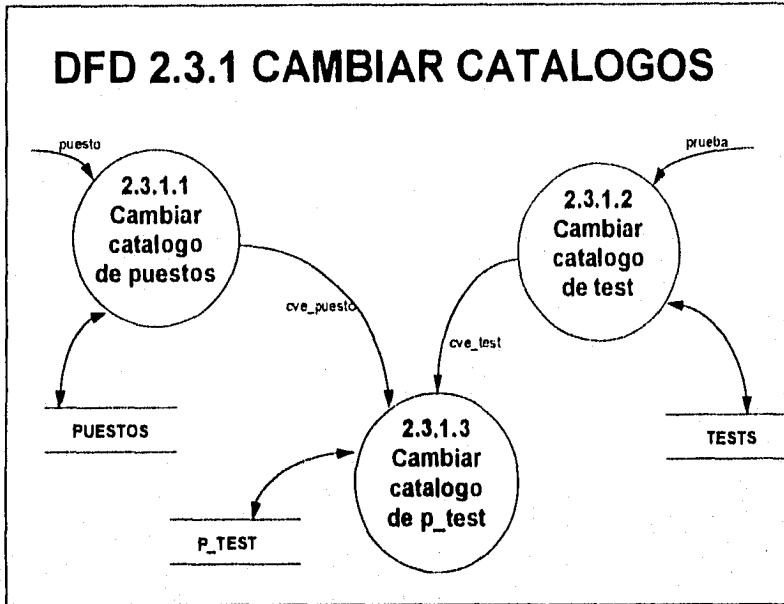 DFD 2.3.1 CAMBIAR CATALOGOS
puesto
prueba
2.3.1.1
Cambiar
catalogo
de puestos
2.3.1.2
Cambiar
catalogo
de test
cve_puesto
cve_test
PUESTOS
TESTS
2.3.1.3
Cambiar
catalogo
de p_test
P_TEST